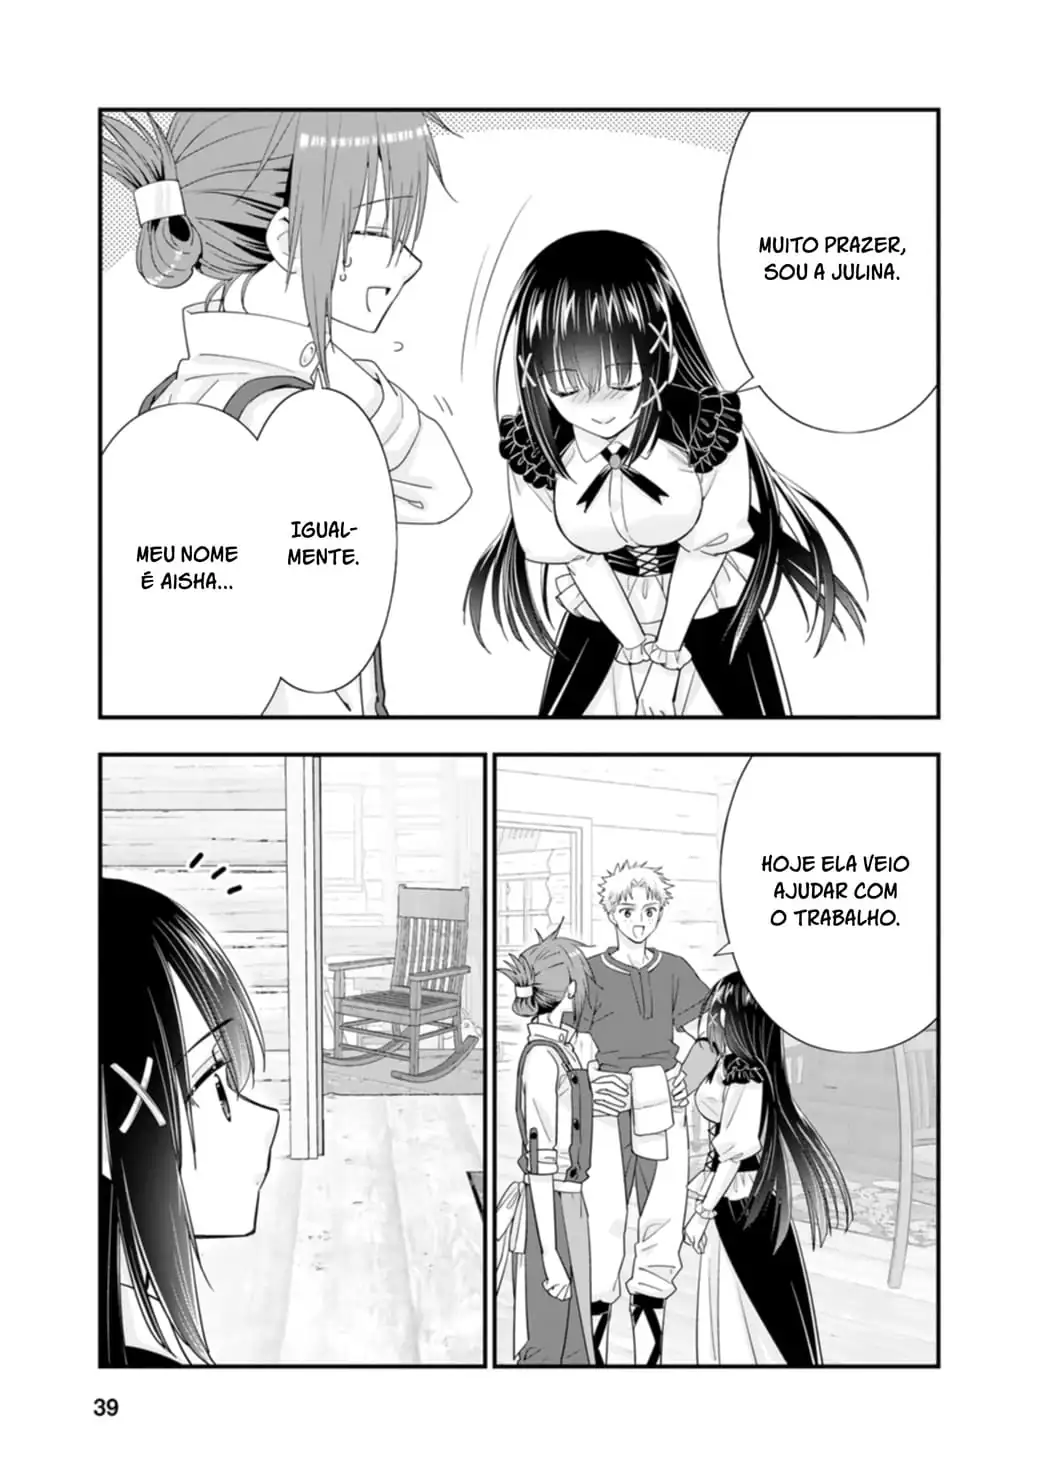 MUITO PRAZER,
SOU A JULINA.
IGUAL-
MENTE.
MEU NOME
É AISHA...
HOJE ELA VEIO
AJUDAR COM
O TRABALHO.
39